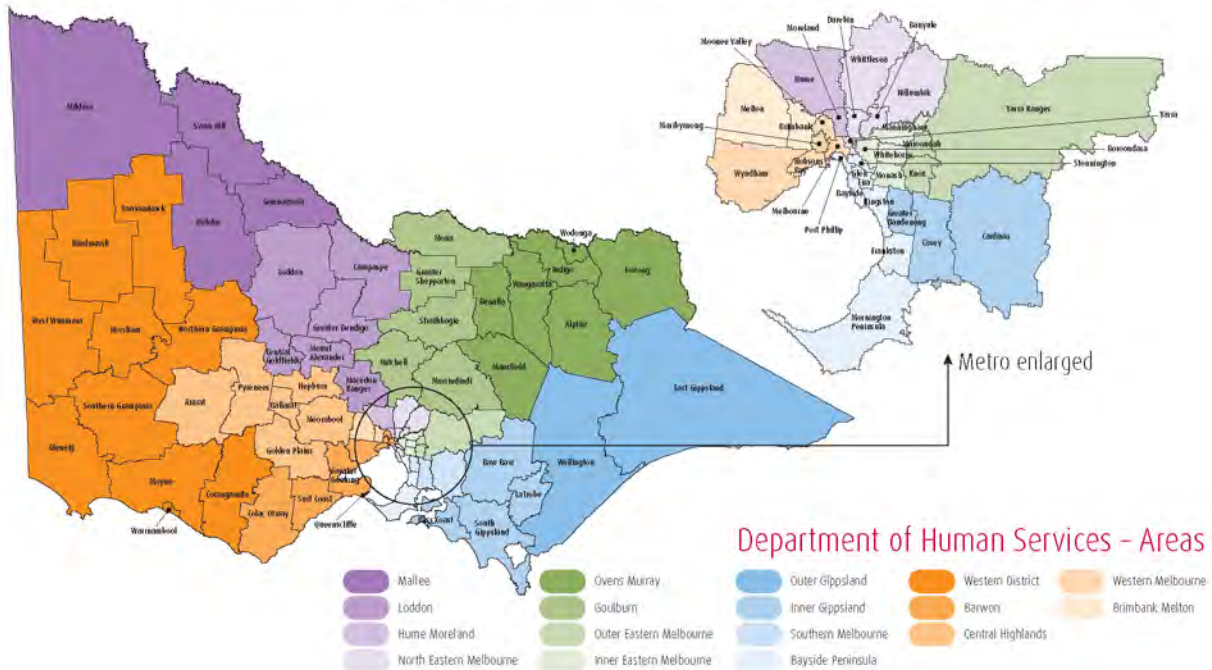 Darebin
Banyule
Moreland
Moonee Valley
Whittlesea
Hume
Nillumbik
Yarra Ranges
Melton
Maribyrnong
Brimbank
Manningham
Yarra
Maroondah
Boroondara
Whitehorse
Stonnington
Hobsons Bay
Wyndham
Glen Eira
Monash
Knox
Bayside
Kingston
Melbourne
Greater Dandenong
Port Phillip
Casey
Cardinia
Frankston
Mornington Peninsula
Metro enlarged
Mildura
Swan Hill
Gannawarra
Buloke
Yarriambiack
Hindmarsh
Loddon
Campaspe
Moira
Wodonga
Greater Shepparton
Indigo
Towong
Wangaratta
Benalla
West Wimmera
Horsham
Northern Grampians
Greater Bendigo
Strathbogie
Alpine
Central Goldfields
Mount Alexander
Mitchell
Mansfield
Macedon Ranges
Murrindindi
East Gippsland
Southern Grampians
Ararat
Pyrenees
Hepburn
Ballarat
Moorabool
Golden Plains
Glenelg
Moyne
Corangamite
Greater Geelong
Surf Coast
Colac Otway
Baw Baw
Wellington
Latrobe
Warrnambool
Queenscliffe
Bass Coast
South Gippsland
Department of Human Services – Areas
Mallee
Loddon
Hume Moreland
North Eastern Melbourne
Ovens Murray
Goulburn
Outer Eastern Melbourne
Inner Eastern Melbourne
Outer Gippsland
Inner Gippsland
Southern Melbourne
Bayside Peninsula
Western District
Barwon
Central Highlands
Western Melbourne
Brimbank Melton